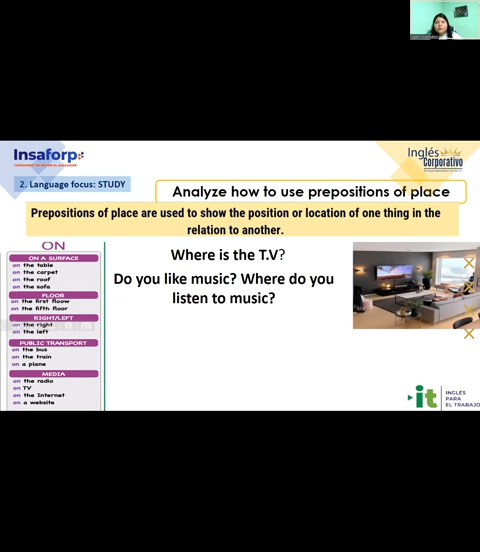 Insaforp
Inglés
Corporativo
2. Language focus: STUDY
Analyze how to use prepositions of place
Prepositions of place are used to show the position or location of one thing in the
relation to another.
ON
ON A SURFACE
on the table
on the carpet
on the roof
on the sofa
FLOOR
on the first floow
on the fifth floor
RIGHT/LEFT
on the right
on the left
PUBLIC TRANSPORT
on the bus
on the train
on a plane
MEDIA
on the radio
on TV
on the Internet
on a website
Where is the T.V?
Do you like music? Where do you
listen to music?
it
INGLÉS
PARA
EL TRABAJO